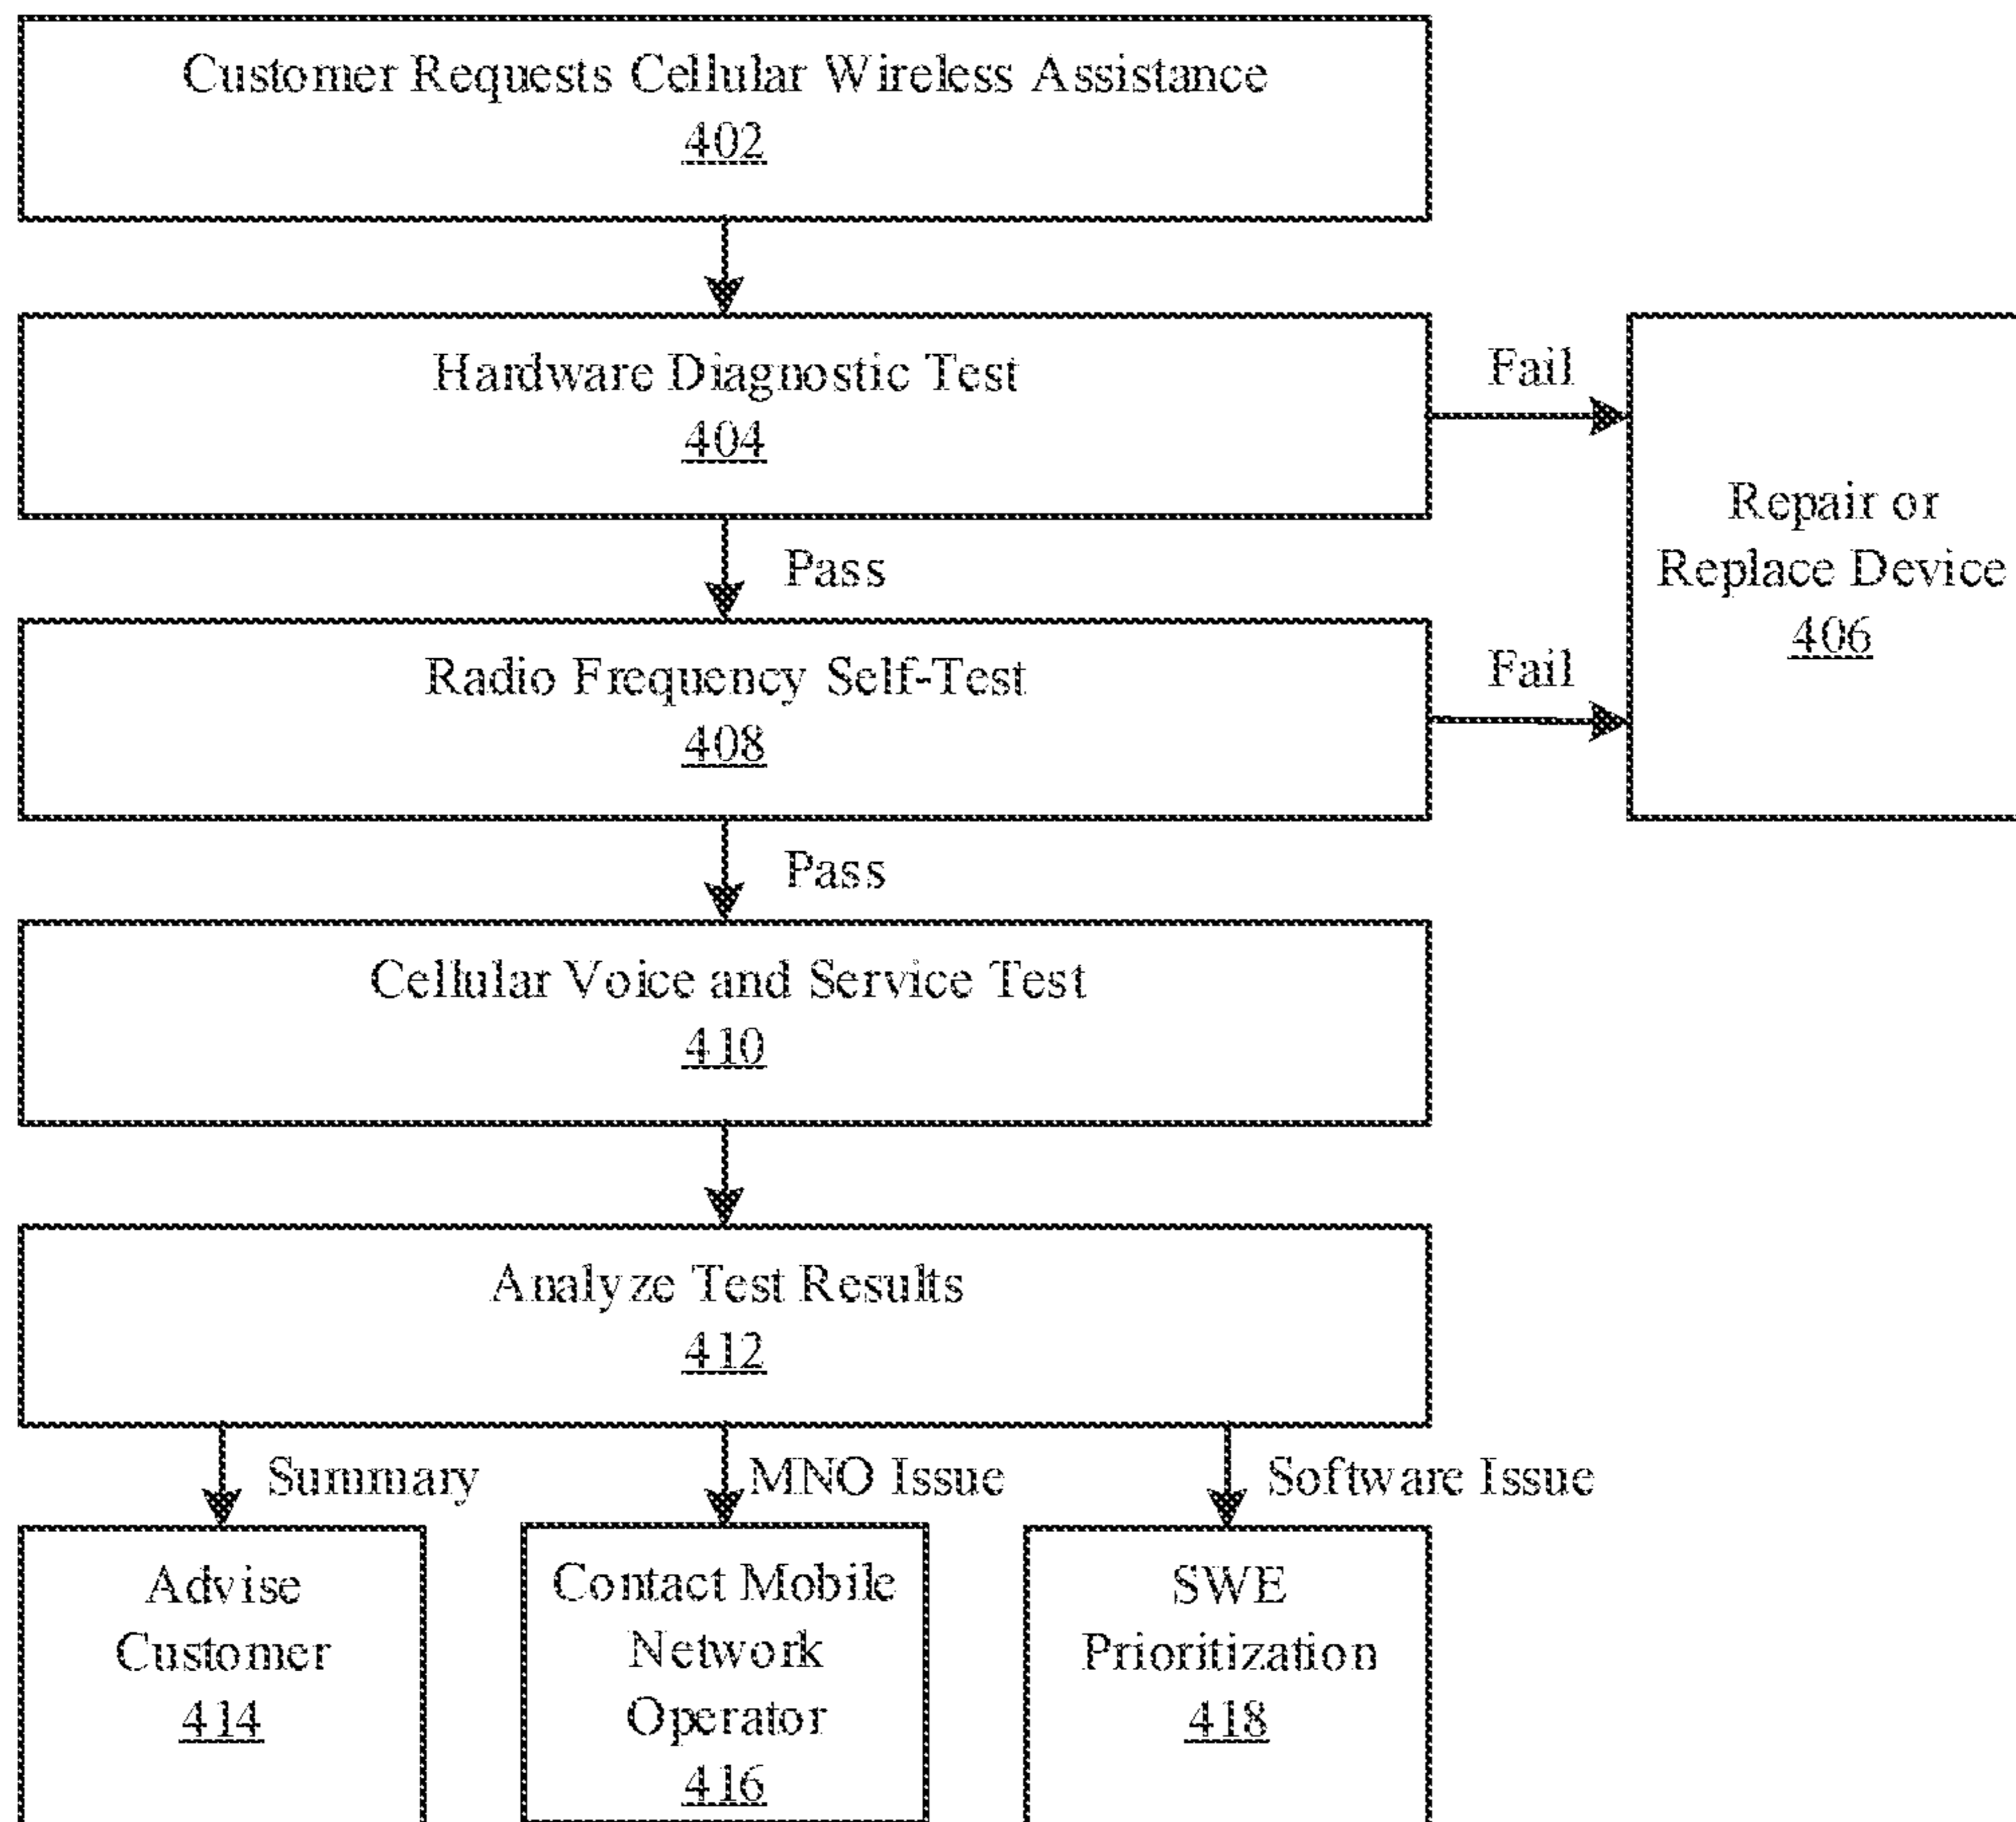 Customer Requests Cellular Wireless Assistance
402
Hardware Diagnostic Test
404
Fail
Repair or
Replace Device
406
Pass
Radio Frequency Self-Test
408
Fail
Pass
Cellular Voice and Service Test
410
Analyze Test Results
412
Summary
MNO Issue
Software Issue
Advise
Customer
414
Contact Mobile
Network
Operator
416
SWE
Prioritization
418